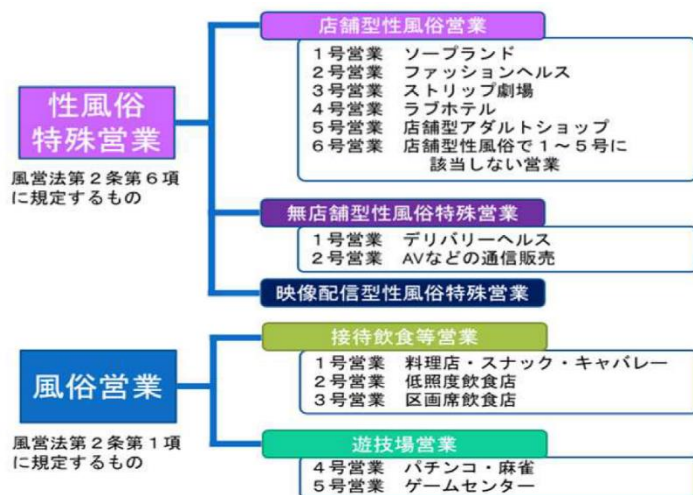 店舗型性風俗営業
1号営業 ソープランド
2号営業 ファッションヘルス
3号営業 ストリップ劇場
4号営業 ラブホテル
5号営業 店舗型アダルトショップ
6号営業 店舗型性風俗で1~5号に
該当しない営業
性風俗
特殊営業
風営法第2条第6項
に規定するもの
無店舗型性風俗特殊営業
1号営業 デリバリーヘルス
2号営業 AVなどの通信販売
映像配信型性風俗特殊営業
接待飲食等営業
1号営業 料理店・スナック・キャバレー
2号営業 低照度飲食店
3号営業 区画席飲食店
風俗営業
風営法第2条第1項
に規定するもの
遊技場営業
4号営業 パチンコ・麻雀
5号営業 ゲームセンター